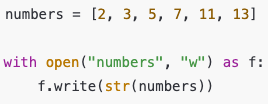 numbers = [2, 3, 5, 7, 11, 13]
with open("numbers", "w") as f:
    f.write(str(numbers))